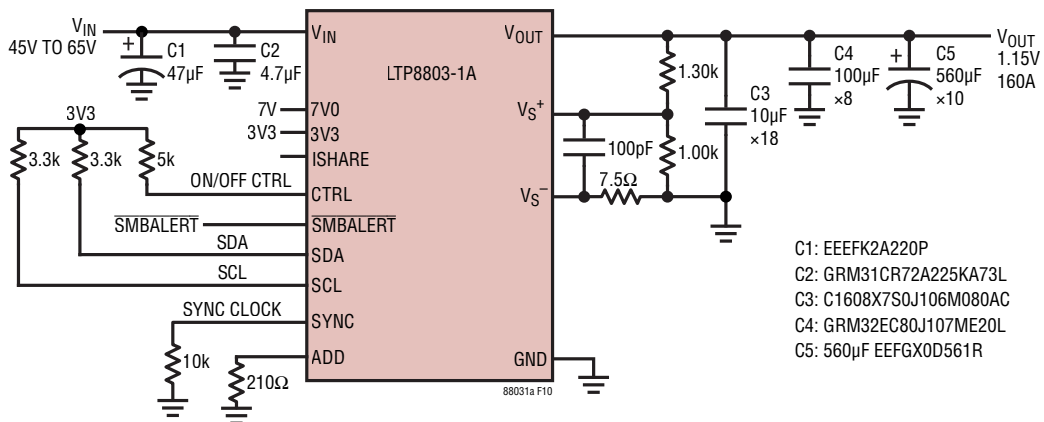 VIN
45V TO 65V
C1
47µF
C2
4.7µF
VIN
LTP8803-1A
VOUT
VOUT
1.15V
160A
1.30k
C3
10µF
×18
C4
100µF
×8
C5
560µF
×10
7V
7V0
3V3
3V3
ISHARE
VS+
100pF
1.00k
7.5Ω
VS–
3V3
3.3k
3.3k
5k
ON/OFF CTRL
CTRL
SMBALERT
SMBALERT
SDA
SDA
SCL
SCL
SYNC CLOCK
SYNC
10k
ADD
210Ω
GND
88031a F10
C1: EEEFK2A220P
C2: GRM31CR72A225KA73L
C3: C1608X7S0J106M080AC
C4: GRM32EC80J107ME20L
C5: 560µF EEFGX0D561R